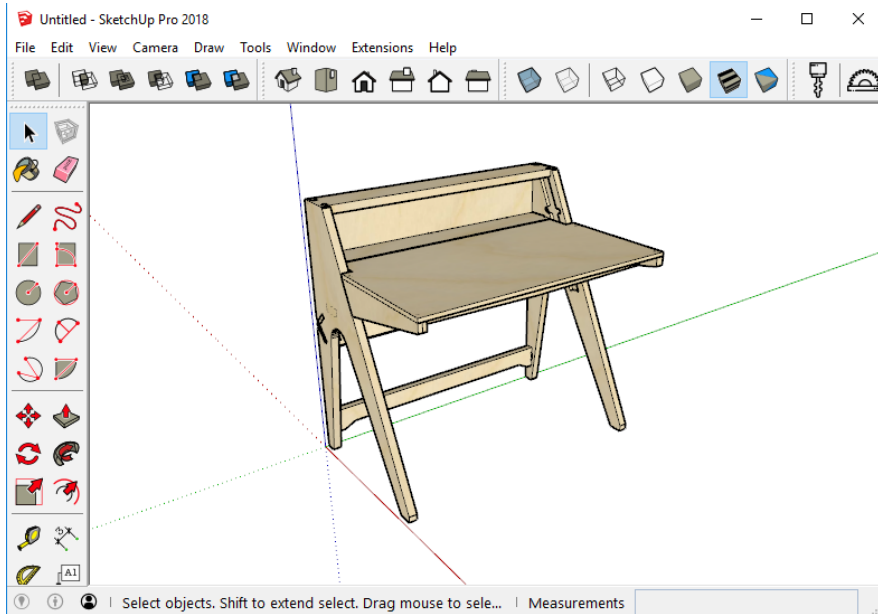 Untitled - SketchUp Pro 2018
File Edit View Camera Draw Tools Window Extensions Help
A1
Select objects. Shift to extend select. Drag mouse to sele... Measurements